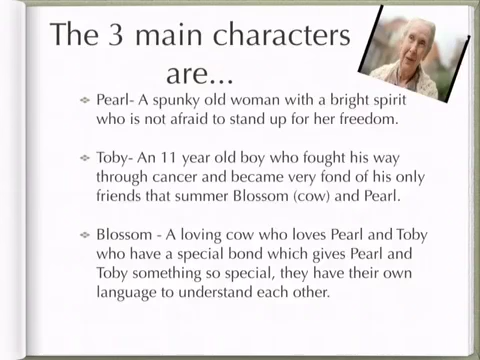 The 3 main characters
are...
Pearl- A spunky old woman with a bright spirit
who is not afraid to stand up for her freedom.
Toby- An 11 year old boy who fought his way
through cancer and became very fond of his only
friends that summer Blossom (cow) and Pearl.
Blossom - A loving cow who loves Pearl and Toby
who have a special bond which gives Pearl and
Toby something so special, they have their own
language to understand each other.